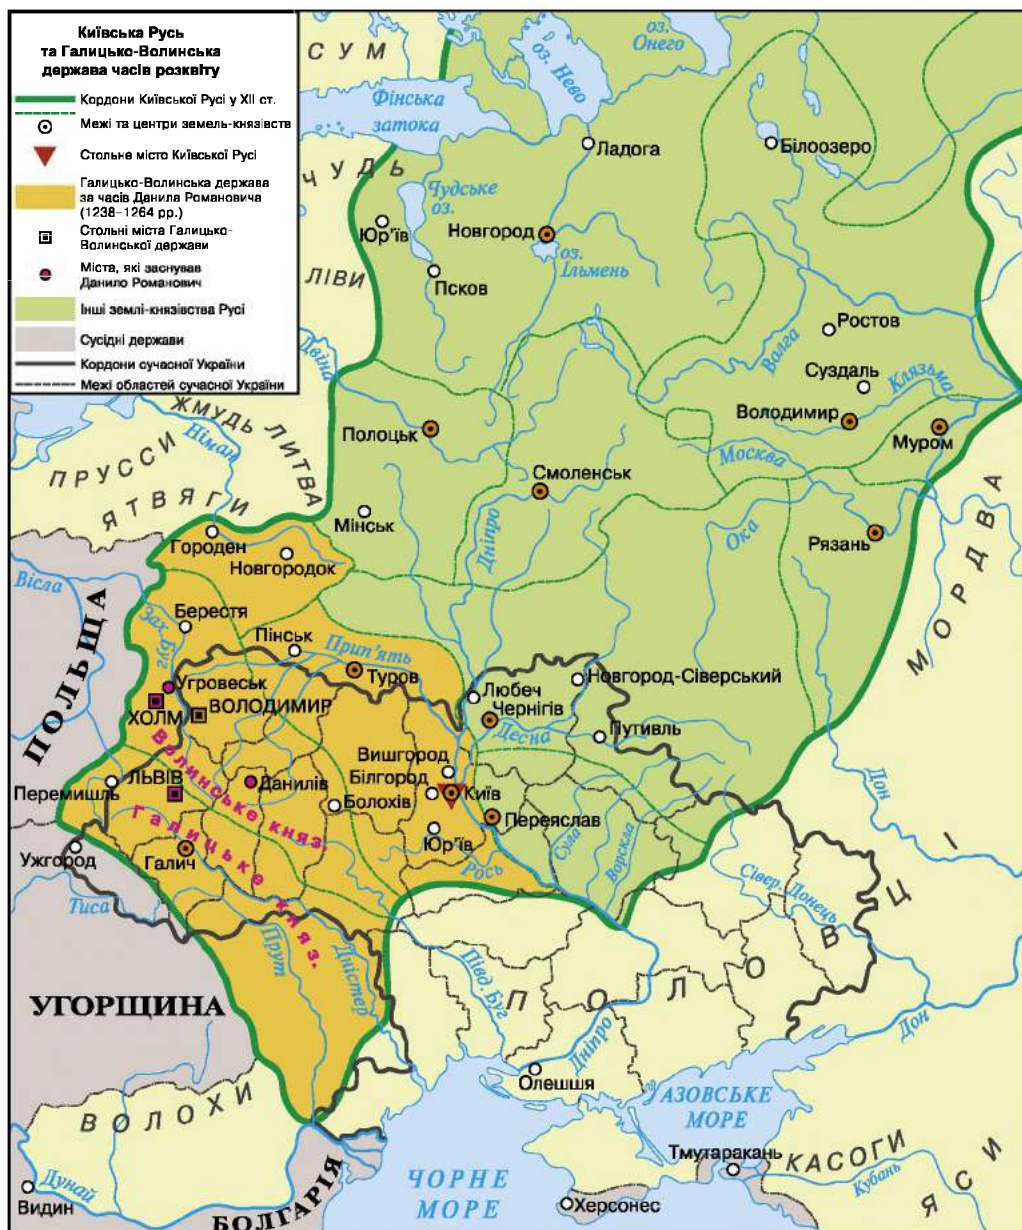 Київська Русь
та Галицько-Волинська
держава часів розквіту
Кордони Київської Русі у XII ст.
Межі та центри земель-князівств
Стольне місто Київської Русі
Галицько-Волинська держава
за часів Данила Романовича
(1238–1264 рр.)
Стольні міста Галицько-
Волинської держави
Міста, які заснував
Данило Романович
Інші землі-князівства Русі
Сусідні держави
Кордони сучасної України
Межі областей сучасної України
СУМ
оз. Нево
оз.
Онего
Фінська
затока
Ладога
Білоозеро
ЧУДЬ
Чудське
оз.
Юр'їв
Новгород
оз.
Ільмень
Псков
ЛІВИ
Ростов
Волга
Суздаль
Клязьма
Двіна
Володимир
Муром
Полоцьк
Москва
ЖМУДЬ
ЛИТВА
Німан
ПРУССИ
ЯТВЯГИ
Смоленськ
Мінськ
Дніпро
Ока
Рязань
МОРДВА
Городен
Новгородок
Вісла
ПОЛЬЩА
Зах. Буг
Берестя
Пінськ
Прип'ять
Туров
Угровеськ
ХОЛМ
ВОЛОДИМИР
Любеч
Чернігів
Новгород-Сіверський
Десна
Путивль
Волинське княз.
Вишгород
Білгород
Київ
ЛЬВІВ
Данилів
Перемишль
Болохів
Переяслав
Дон
Галицьке княз.
Юр'їв
Сула
Ворскла
Ужгород
Галич
Рось
Сівер. Донець
Тиса
Прут
Дністер
Півд. Буг
ПОЛОВЦІ
УГОРЩИНА
Дніпро
Дон
Олешшя
ВОЛОХИ
АЗОВСЬКЕ
МОРЕ
Тмутаракань
КАСОГИ
Кубань
ЯСИ
Дунай
Видин
БОЛГАРІЯ
ЧОРНЕ
МОРЕ
Херсонес